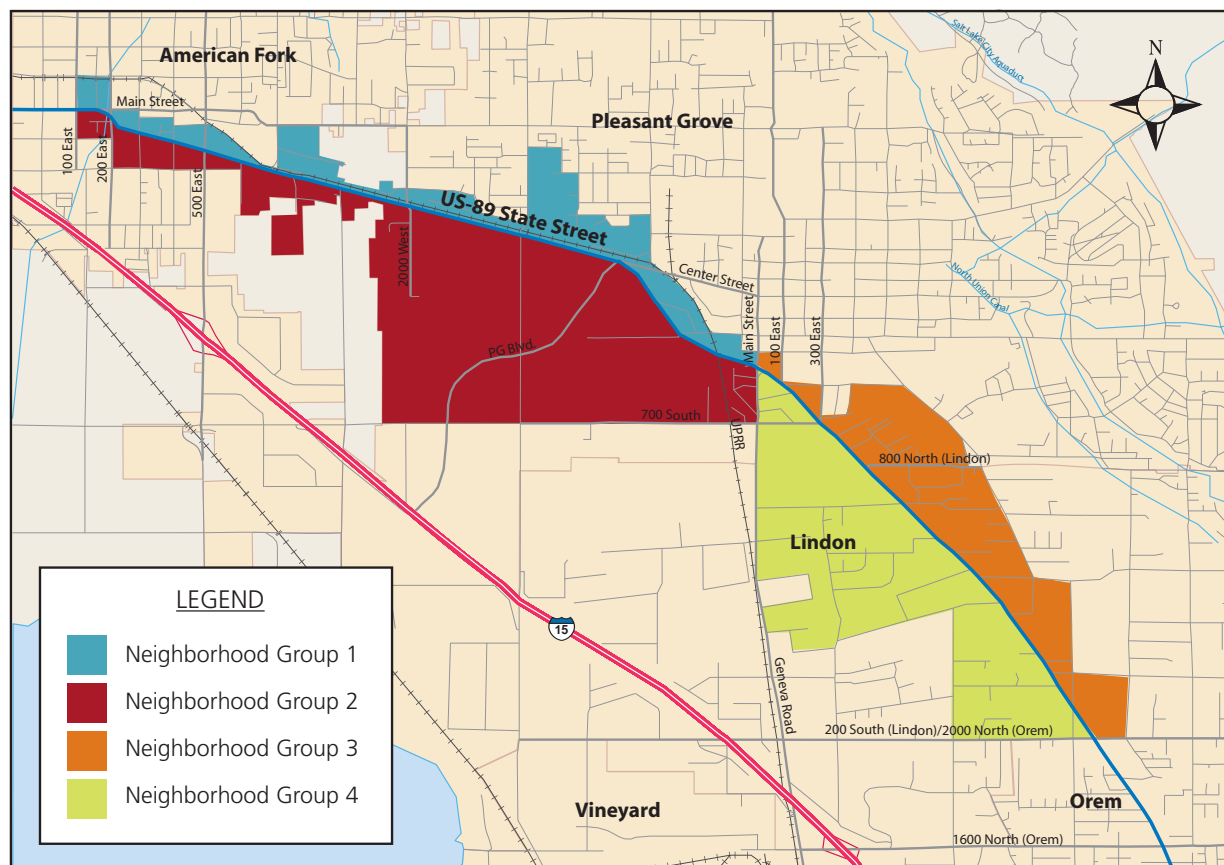 American Fork
Salt Lake City Aquaduct
N
Main Street
Pleasant Grove
100 East
200 East
500 East
US-89 State Street
2000 West
Center Street
North Union Canal
Main Street
100 East
300 East
PG Blvd.
700 South
UPRR
800 North (Lindon)
Lindon
LEGEND
Neighborhood Group 1
Neighborhood Group 2
Neighborhood Group 3
Neighborhood Group 4
15
Geneva Road
200 South (Lindon)/2000 North (Orem)
Vineyard
Orem
1600 North (Orem)